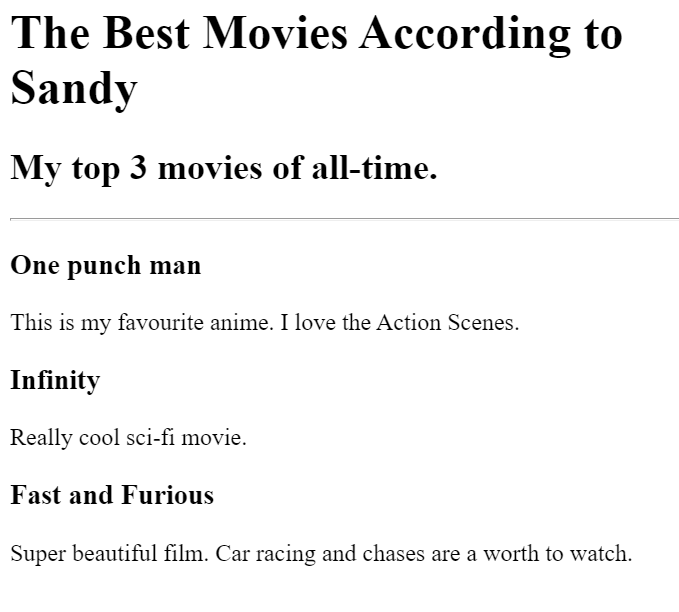 The Best Movies According to
Sandy
My top 3 movies of all-time.
One punch man
This is my favourite anime. I love the Action Scenes.
Infinity
Really cool sci-fi movie.
Fast and Furious
Super beautiful film. Car racing and chases are a worth to watch.